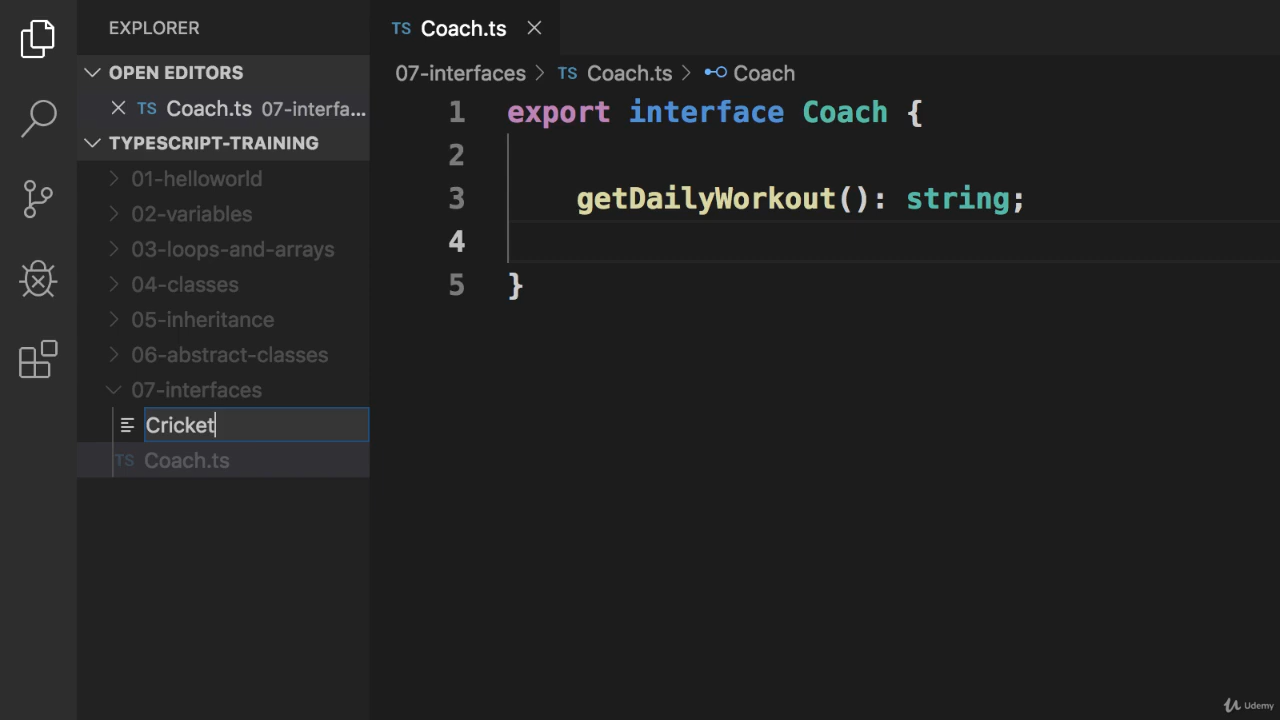 EXPLORER
OPEN EDITORS
TS Coach.ts 07-interfa...
TYPESCRIPT-TRAINING
01-helloworld
02-variables
03-loops-and-arrays
04-classes
05-inheritance
06-abstract-classes
07-interfaces
Cricket
TS Coach.ts
TS Coach.ts
07-interfaces > TS Coach.ts > Coach
1 export interface Coach {
2
3 getDailyWorkout(): string;
4
5 }
Udemy